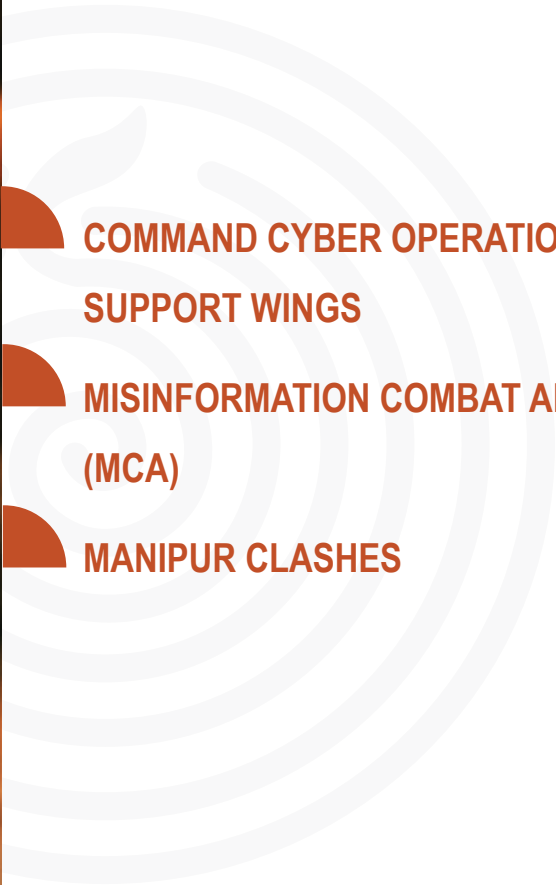 COMMAND CYBER OPERATIO
SUPPORT WINGS
MISINFORMATION COMBAT
(MCA)
MANIPUR CLASHES